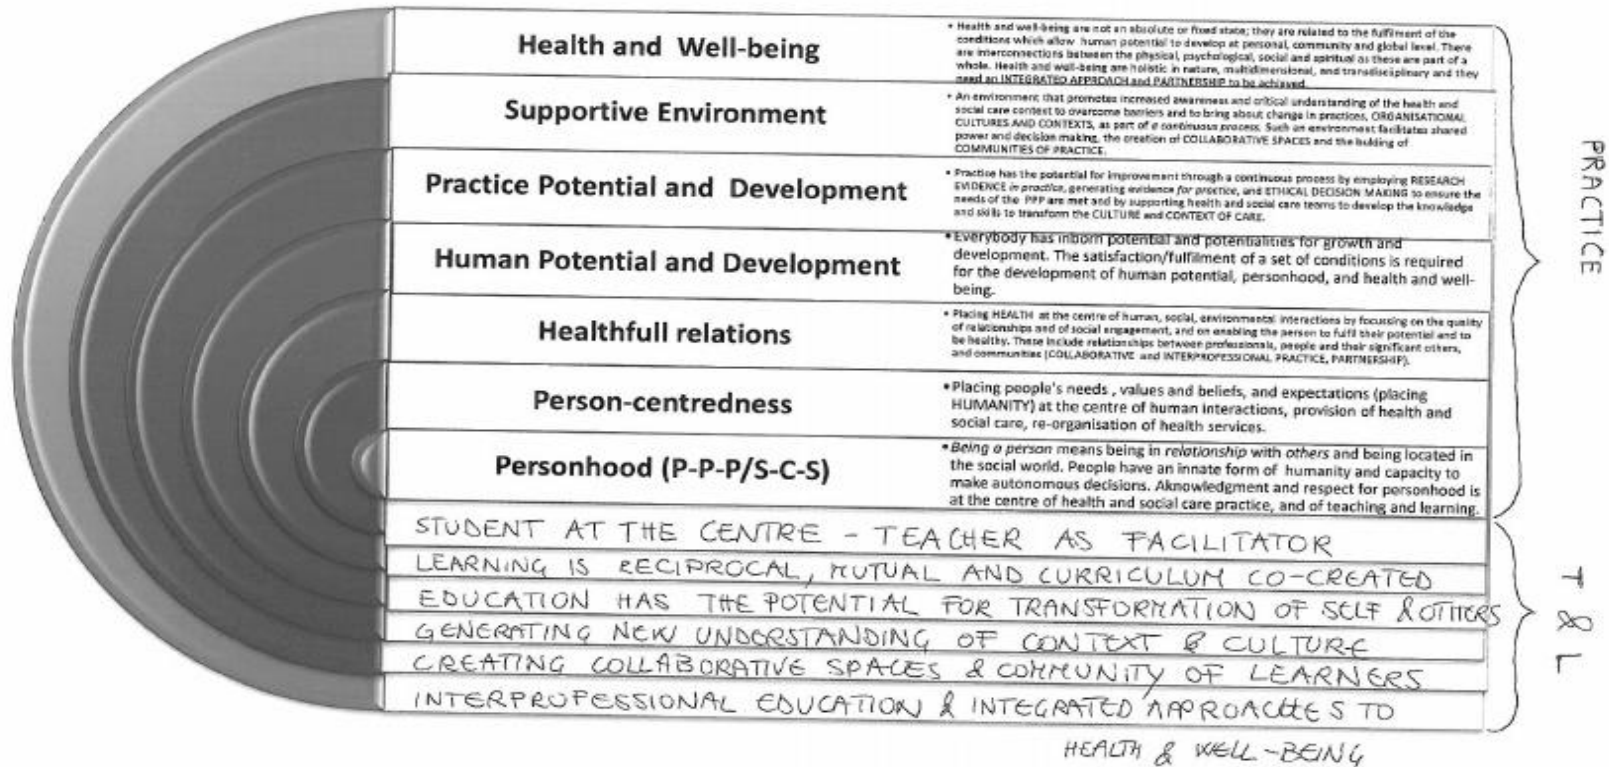 Health and Well-being
• Health and well-being are not an absolute or fixed state; they are related to the fulfilment of the
conditions which allow human potential to develop at personal, community and global level. There
are interconnections between the physical, psychological, social and spiritual as these are part of a
whole. Health and well-being are holistic in nature, multidimensional, and transdisciplinary and they
need an INTEGRATED APPROACH and PARTNERSHIP to be achieved.
Supportive Environment
• An environment that promotes increased awareness and critical understanding of the health and
social care context to overcome barriers and to bring about change in practices, ORGANISATIONAL
CULTURES AND CONTEXTS, as part of a continuous process. Such an environment facilitates shared
power and decision making, the creation of COLLABORATIVE SPACES and the bulding of
COMMUNITIES OF PRACTICE.
Practice Potential and Development
• Practice has the potential for improvement through a continuous process by employing RESEARCH
EVIDENCE in practice, generating evidence for practice, and ETHICAL DECISION MAKING to ensure the
needs of the PPP are met and by supporting health and social care teams to develop the knowledge
and skills to transform the CULTURE and CONTEXT OF CARE.
Human Potential and Development
• Everybody has inborn potential and potentialities for growth and
development. The satisfaction/fulfilment of a set of conditions is required
for the development of human potential, personhood, and health and well-
being.
Healthfull relations
• Placing HEALTH at the centre of human, social, environmental interactions by focussing on the quality
of relationships and of social engagement, and on enabling the person to fulfil their potential and to
be healthy. These include relationships between professionals, people and their significant others,
and communities (COLLABORATIVE and INTERPROFESSIONAL PRACTICE, PARTNERSHIP).
Person-centredness
• Placing people's needs , values and beliefs, and expectations (placing
HUMANITY) at the centre of human interactions, provision of health and
social care, re-organisation of health services.
Personhood (P-P-P/S-C-S)
• Being a person means being in relationship with others and being located in
the social world. People have an innate form of humanity and capacity to
make autonomous decisions. Aknowledgment and respect for personhood is
at the centre of health and social care practice, and of teaching and learning.
PRACTICE
STUDENT AT THE CENTRE - TEACHER AS FACILITATOR
LEARNING IS RECIPROCAL, MUTUAL AND CURRICULUM CO-CREATED
EDUCATION HAS THE POTENTIAL FOR TRANSFORMATION OF SELF & OTHERS
GENERATING NEW UNDERSTANDING OF CONTEXT & CULTURE
CREATING COLLABORATIVE SPACES & COMMUNITY OF LEARNERS
INTERPROFESSIONAL EDUCATION & INTEGRATED APPROACHES TO
HEALTH & WELL-BEING
T & L